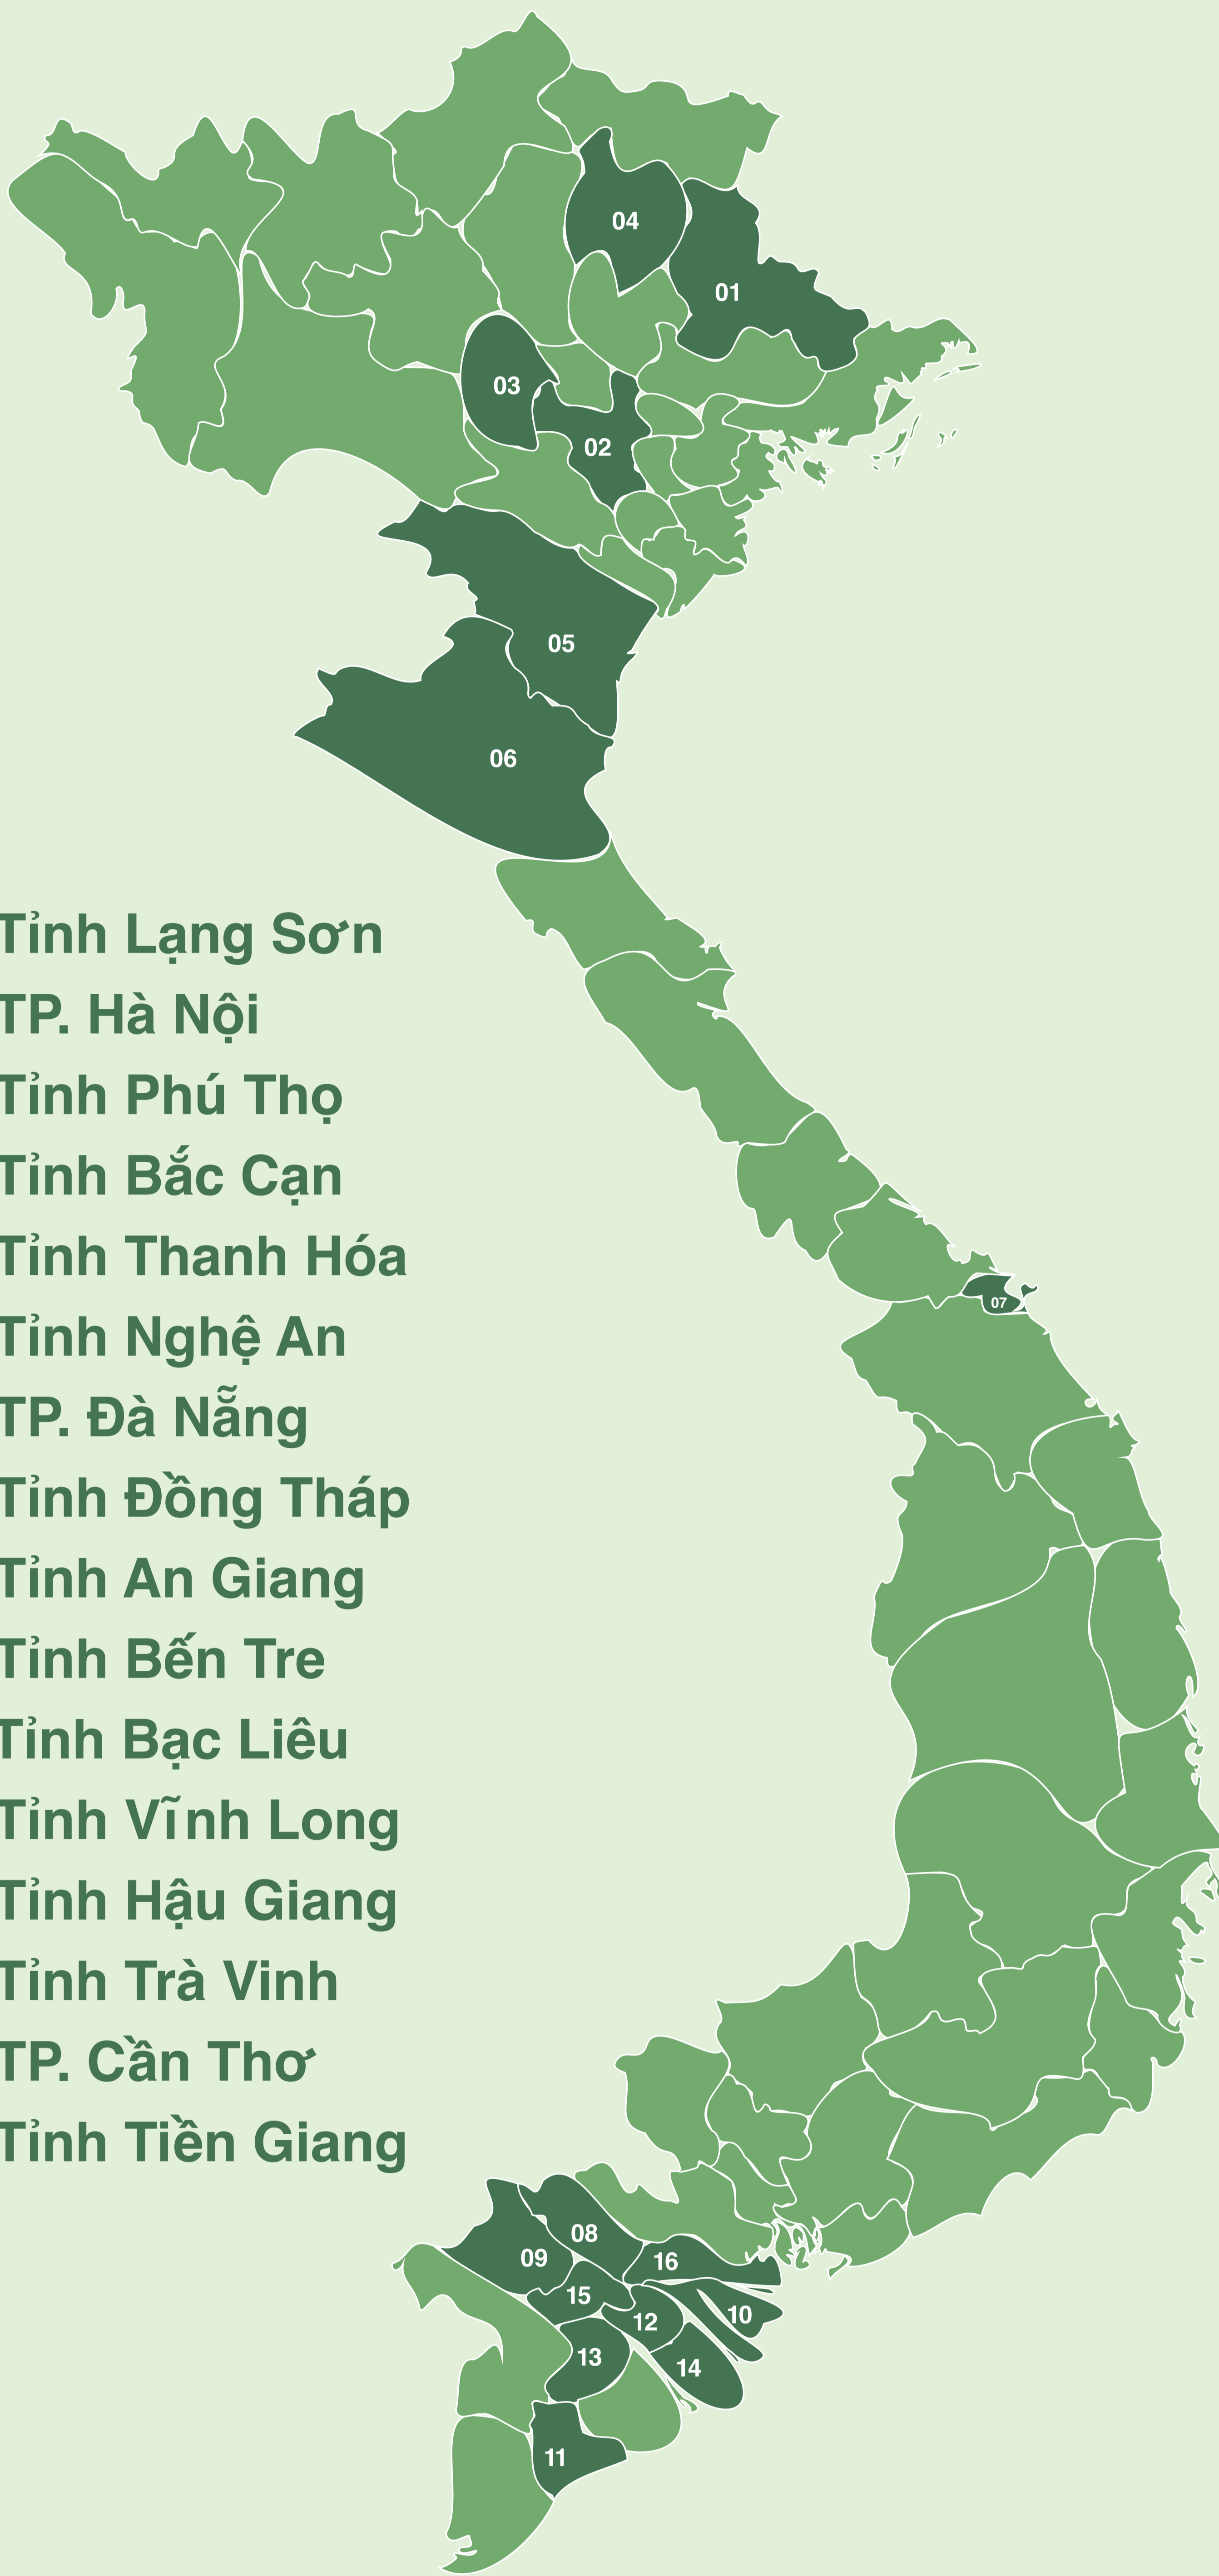 04
01
03
02
05
06
Tỉnh Lạng Sơn
TP. Hà Nội
Tỉnh Phú Thọ
Tỉnh Bắc Cạn
Tỉnh Thanh Hóa
Tỉnh Nghệ An
07
TP. Đà Nẵng
Tỉnh Đồng Tháp
Tỉnh An Giang
Tỉnh Bến Tre
Tỉnh Bạc Liêu
Tỉnh Vĩnh Long
Tỉnh Hậu Giang
Tỉnh Trà Vinh
TP. Cần Thơ
Tỉnh Tiền Giang
08
09
16
15
10
12
13
14
11